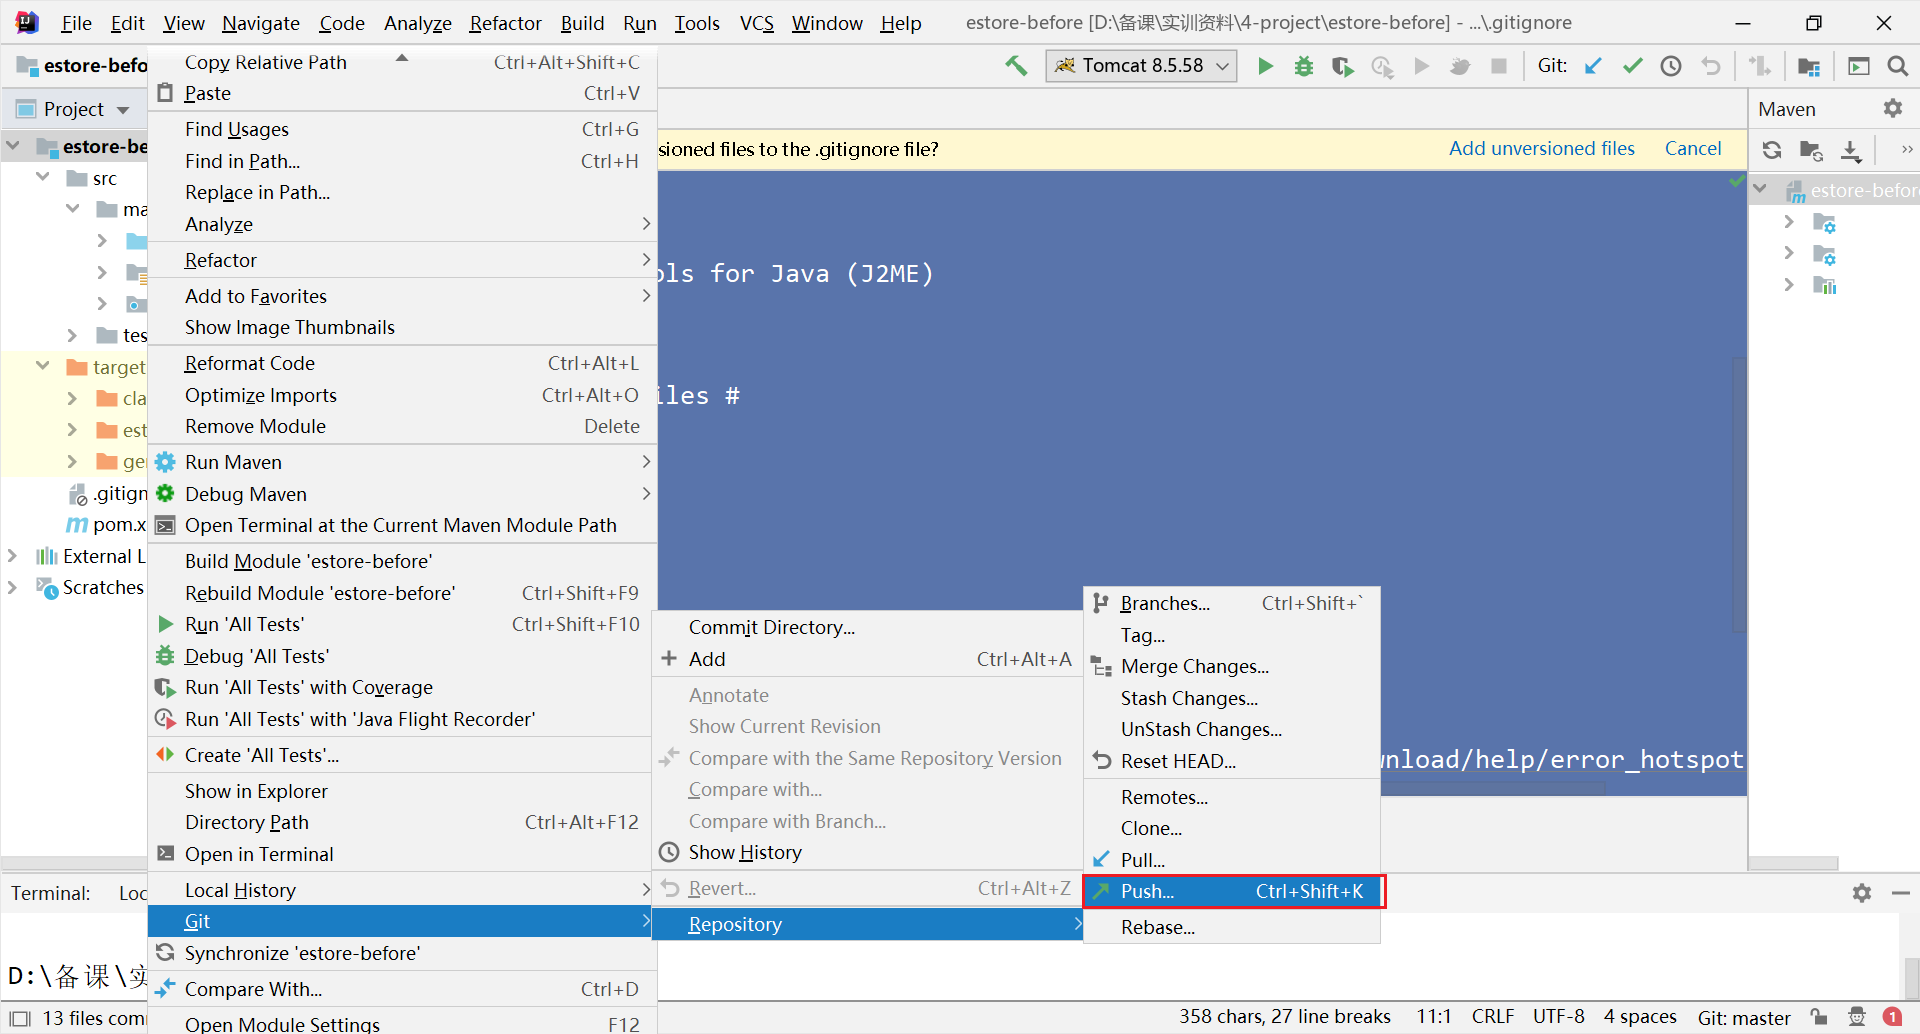 File Edit View Navigate Code Analyze Refactor Build Run Tools VCS Window Help estore-before [D:\备课\实训资料\4-project\estore-before] - ...\.gitignore
estore-befo
Tomcat 8.5.58
Git:
Project
Maven
sioned files to the .gitignore file?
Add unversioned files Cancel
estore-be
src
ma
tes
target
cla
est
ger
.gitign
m pom.x
External L
Scratches
Copy Relative Path Ctrl+Alt+Shift+C
Paste Ctrl+V
Find Usages Ctrl+G
Find in Path... Ctrl+H
Replace in Path...
Analyze
Refactor
Add to Favorites
Show Image Thumbnails
Reformat Code Ctrl+Alt+L
Optimize Imports Ctrl+Alt+O
Remove Module Delete
Run Maven
Debug Maven
Open Terminal at the Current Maven Module Path
Build Module 'estore-before'
Rebuild Module 'estore-before' Ctrl+Shift+F9
Run 'All Tests' Ctrl+Shift+F10
Debug 'All Tests'
Run 'All Tests' with Coverage
Run 'All Tests' with 'Java Flight Recorder'
Create 'All Tests'...
Show in Explorer
Directory Path Ctrl+Alt+F12
Open in Terminal
Local History
Git
Synchronize 'estore-before'
Compare With... Ctrl+D
Open Module Settings F12
ols for Java (J2ME)
iles #
wnload/help/error_hotspot
Commit Directory...
Add Ctrl+Alt+A
Annotate
Show Current Revision
Compare with the Same Repository Version
Compare with...
Compare with Branch...
Show History
Revert... Ctrl+Alt+Z
Repository
Branches... Ctrl+Shift+`
Tag...
Merge Changes...
Stash Changes...
UnStash Changes...
Reset HEAD...
Remotes...
Clone...
Pull...
Push... Ctrl+Shift+K
Rebase...
m estore-before
Terminal: Loc
D:\备课\实
13 files com
358 chars, 27 line breaks 11:1 CRLF UTF-8 4 spaces Git: master 1